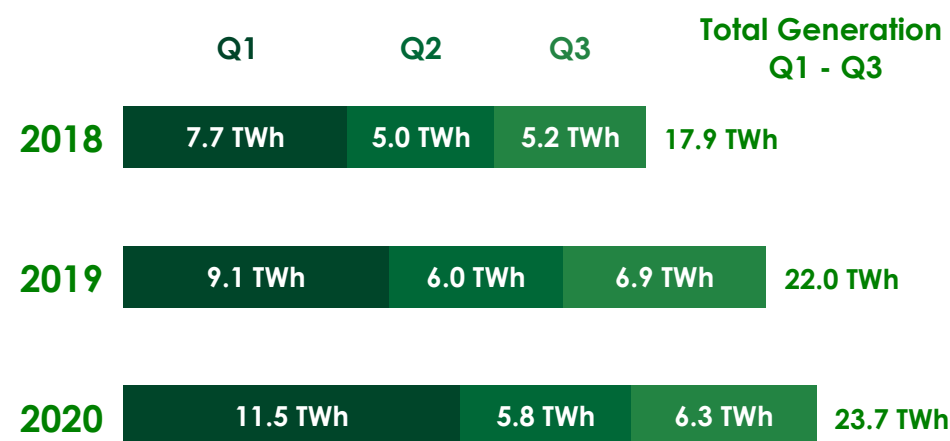 Q1 Q2 Q3 Total Generation
Q1 - Q3
2018 7.7 TWh 5.0 TWh 5.2 TWh 17.9 TWh
2019 9.1 TWh 6.0 TWh 6.9 TWh 22.0 TWh
2020 11.5 TWh 5.8 TWh 6.3 TWh 23.7 TWh